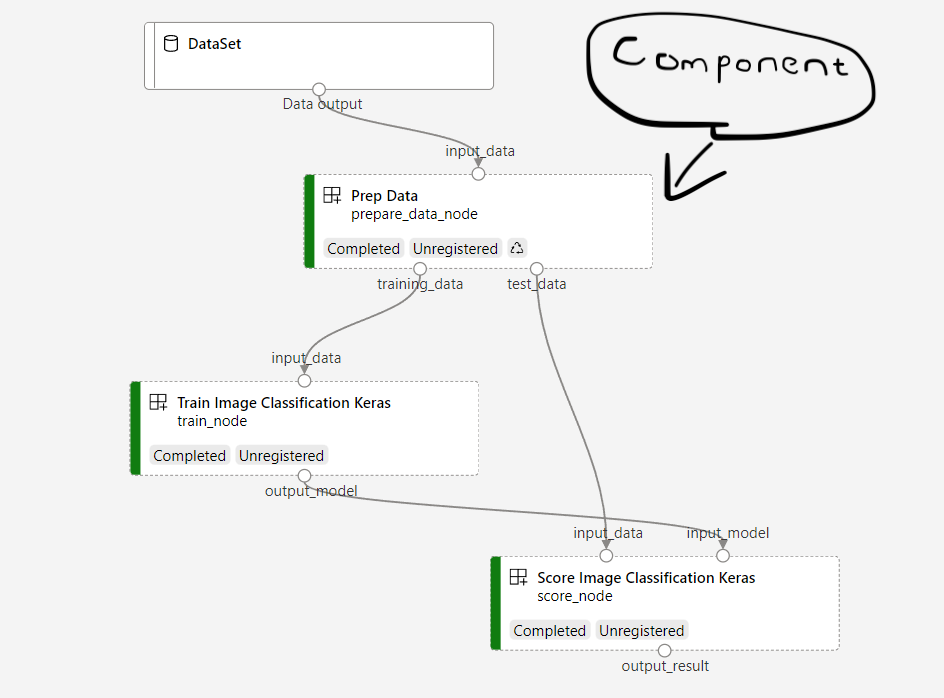 DataSet
Component
Data output
input_data
Prep Data
prepare_data_node
Completed Unregistered
training_data test_data
input_data
Train Image Classification Keras
train_node
Completed Unregistered
output_model
input_data input_model
Score Image Classification Keras
score_node
Completed Unregistered
output_result